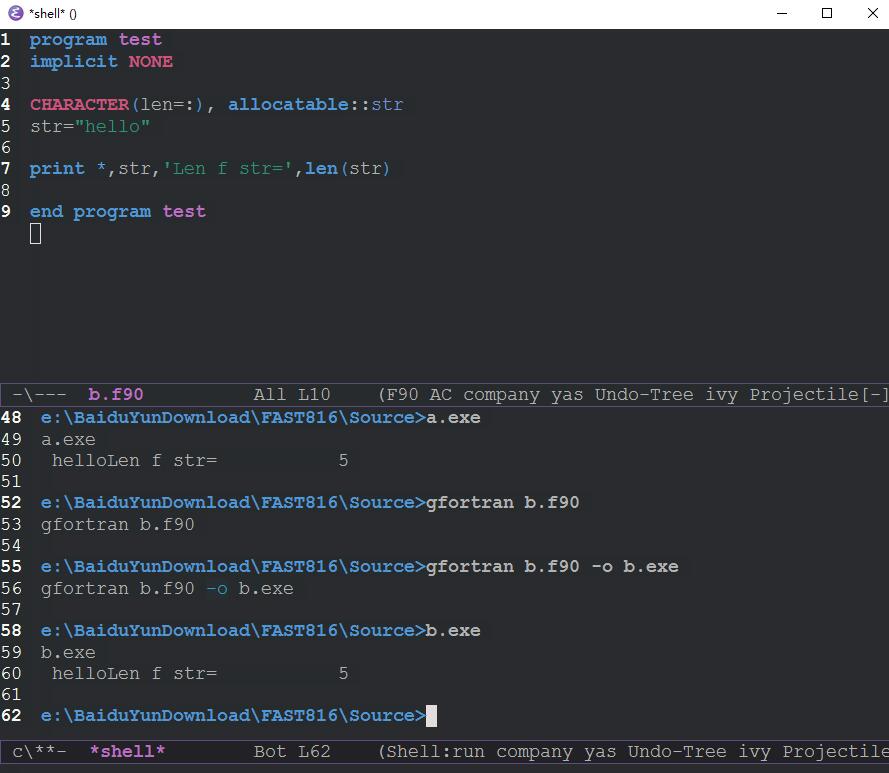 *shell* ()
1 program test
2 implicit NONE
3
4 CHARACTER(len=:), allocatable::str
5 str="hello"
6
7 print *,str,'Len f str=',len(str)
8
9 end program test
-\--- b.f90 All L10 (F90 AC company yas Undo-Tree ivy Projectile[-]
48 e:\BaiduYunDownload\FAST816\Source>a.exe
49 a.exe
50 helloLen f str= 5
51
52 e:\BaiduYunDownload\FAST816\Source>gfortran b.f90
53 gfortran b.f90
54
55 e:\BaiduYunDownload\FAST816\Source>gfortran b.f90 -o b.exe
56 gfortran b.f90 -o b.exe
57
58 e:\BaiduYunDownload\FAST816\Source>b.exe
59 b.exe
60 helloLen f str= 5
61
62 e:\BaiduYunDownload\FAST816\Source>
c\**- *shell* Bot L62 (Shell:run company yas Undo-Tree ivy Projectile